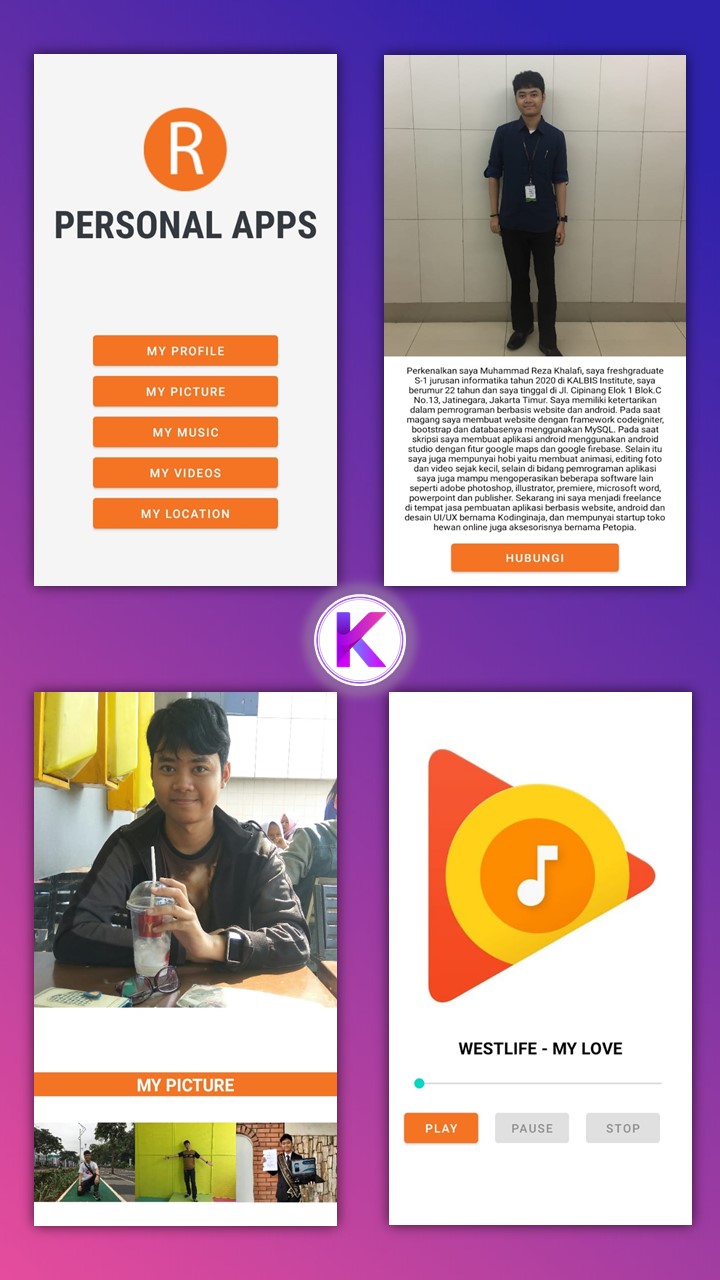 R
PERSONAL APPS
MY PROFILE
MY PICTURE
MY MUSIC
MY VIDEOS
MY LOCATION
Perkenalkan saya Muhammad Reza Khalafi, saya freshgraduate
S-1 jurusan informatika tahun 2020 di KALBIS Institute, saya
berumur 22 tahun dan saya tinggal di Jl. Cipinang Elok 1 Blok.C
No.13, Jatinegara, Jakarta Timur. Saya memiliki ketertarikan
dalam pemrograman berbasis website dan android. Pada saat
magang saya membuat website dengan framework codeigniter,
bootstrap dan databasenya menggunakan MySQL. Pada saat
skripsi saya membuat aplikasi android menggunakan android
studio dengan fitur google maps dan google firebase. Selain itu
saya juga mempunyai hobi yaitu membuat animasi, editing foto
dan video sejak kecil, selain di bidang pemrograman aplikasi
saya juga mampu mengoperasikan beberapa software lain
seperti adobe photoshop, illustrator, premiere, microsoft word,
powerpoint dan publisher. Sekarang ini saya menjadi freelance
di tempat jasa pembuatan aplikasi berbasis website, android dan
desain UI/UX bernama Kodinginaja, dan mempunyai startup toko
hewan online juga aksesorisnya bernama Petopia.
HUBUNGI
K
MY PICTURE
WESTLIFE - MY LOVE
PLAY
PAUSE
STOP